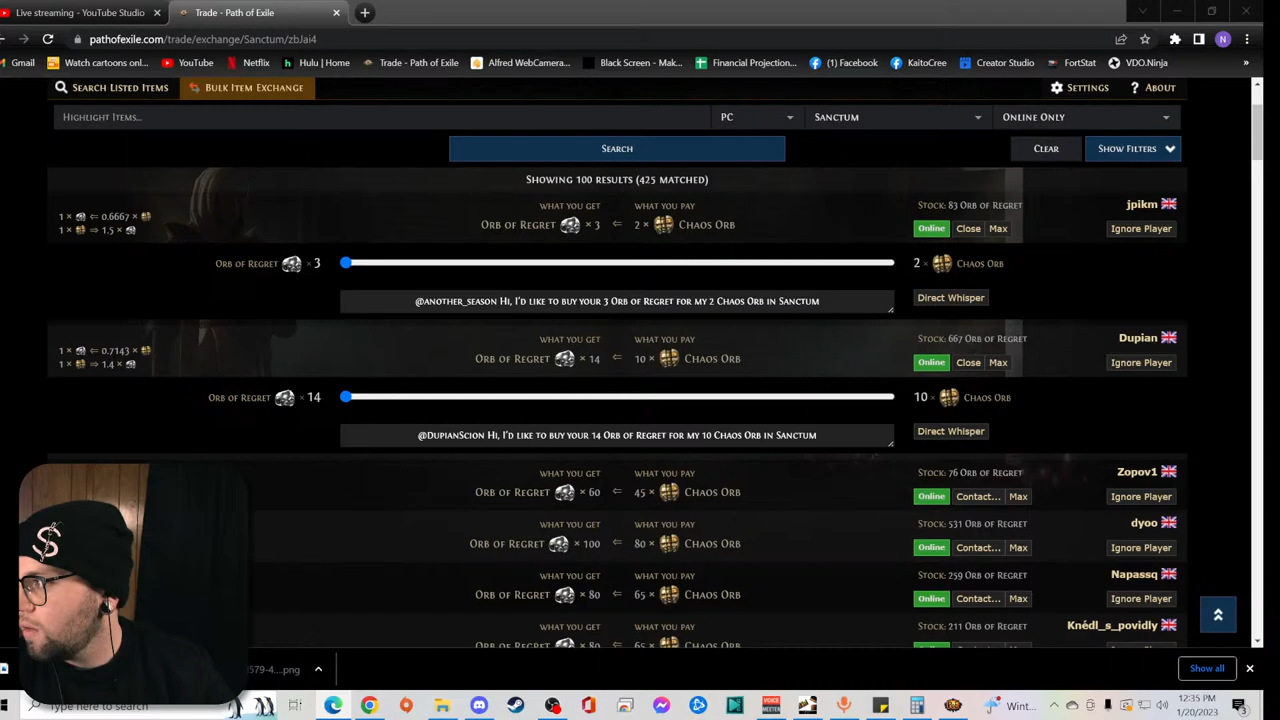 Live streaming - YouTube Studio
Trade - Path of Exile
pathofexile.com/trade/exchange/Sanctum/zbJai4
Gmail
Watch cartoons onl...
YouTube
Netflix
Hulu | Home
Trade - Path of Exile
Alfred WebCamera...
Black Screen - Mak...
Financial Projection...
(1) Facebook
KaitoCree
Creator Studio
FortStat
VDO.Ninja
»
Search Listed Items
Bulk Item Exchange
Settings
? About
Highlight Items...
PC
Sanctum
Online Only
Search
Clear
Show Filters
Showing 100 results (425 matched)
What you get What you pay
Stock: 83 Orb of Regret
jpikm
1 × ⇐ 0.6667 ×
1 × ⇒ 1.5 ×
Orb of Regret × 3 ⇐ 2 × Chaos Orb
Online Close Max
Ignore Player
Orb of Regret × 3
2 × Chaos Orb
@another_season Hi, I'd like to buy your 3 Orb of Regret for my 2 Chaos Orb in Sanctum
Direct Whisper
What you get What you pay
Stock: 667 Orb of Regret
Dupian
1 × ⇐ 0.7143 ×
1 × ⇒ 1.4 ×
Orb of Regret × 14 ⇐ 10 × Chaos Orb
Online Close Max
Ignore Player
Orb of Regret × 14
10 × Chaos Orb
@DupianScion Hi, I'd like to buy your 14 Orb of Regret for my 10 Chaos Orb in Sanctum
Direct Whisper
What you get What you pay
Stock: 76 Orb of Regret
Zopov1
Orb of Regret × 60 ⇐ 45 × Chaos Orb
Online Contact... Max
Ignore Player
What you get What you pay
Stock: 531 Orb of Regret
dyoo
Orb of Regret × 100 ⇐ 80 × Chaos Orb
Online Contact... Max
Ignore Player
What you get What you pay
Stock: 259 Orb of Regret
Napassq
Orb of Regret × 80 ⇐ 65 × Chaos Orb
Online Contact... Max
Ignore Player
What you get What you pay
Stock: 211 Orb of Regret
Knédl_s_povidly
Orb of Regret × 80 ⇐ 65 × Chaos Orb
579-4....png
Show all
Type here to search
Wint...
12:35 PM
1/20/2023